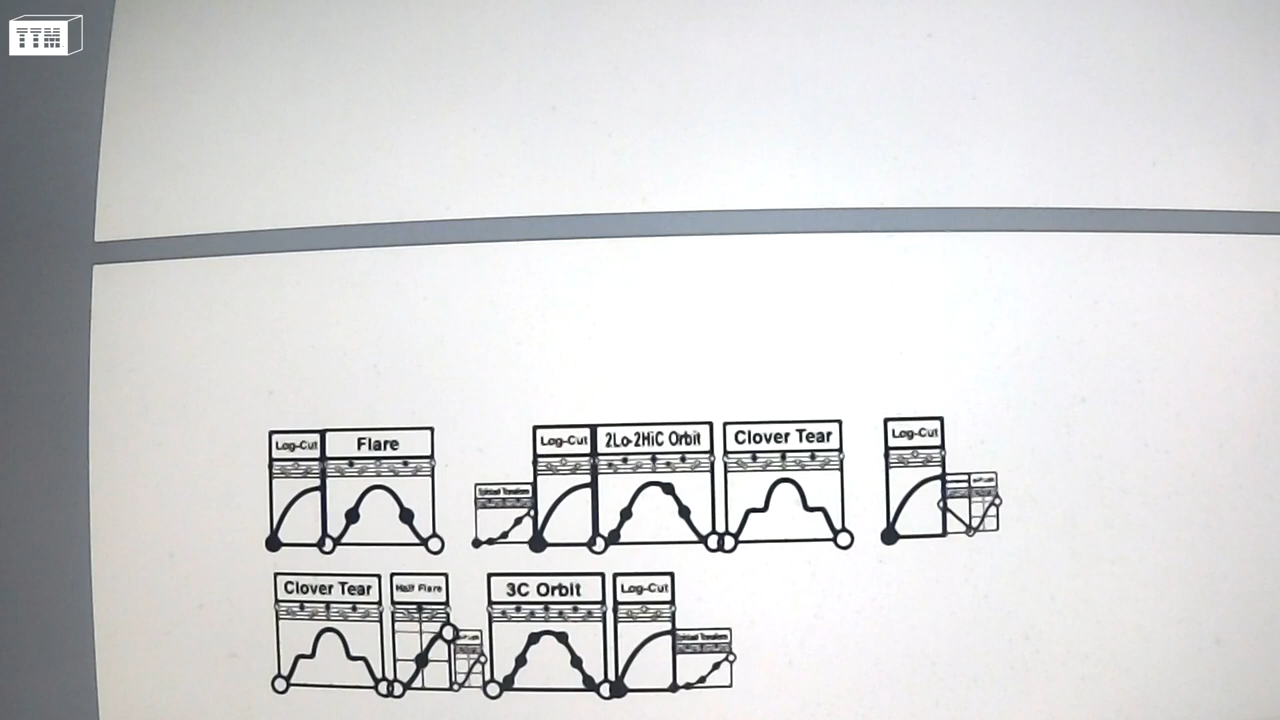 TTM
Log-Cut Flare Log-Cut 2Lo-2HiC Orbit Clover Tear Log-Cut
Clover Tear Half Flare 3C Orbit Log-Cut